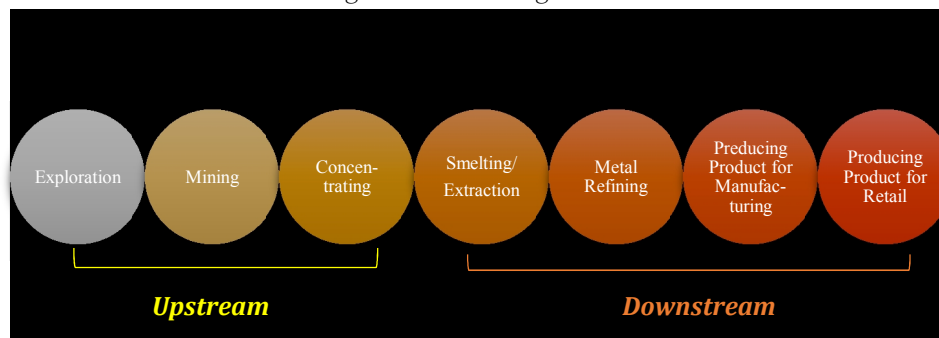 Exploration
Mining
Concen-
trating
Smelting/
Extraction
Metal
Refining
Preducing
Product for
Manufac-
turing
Producing
Product for
Retail
Upstream
Downstream